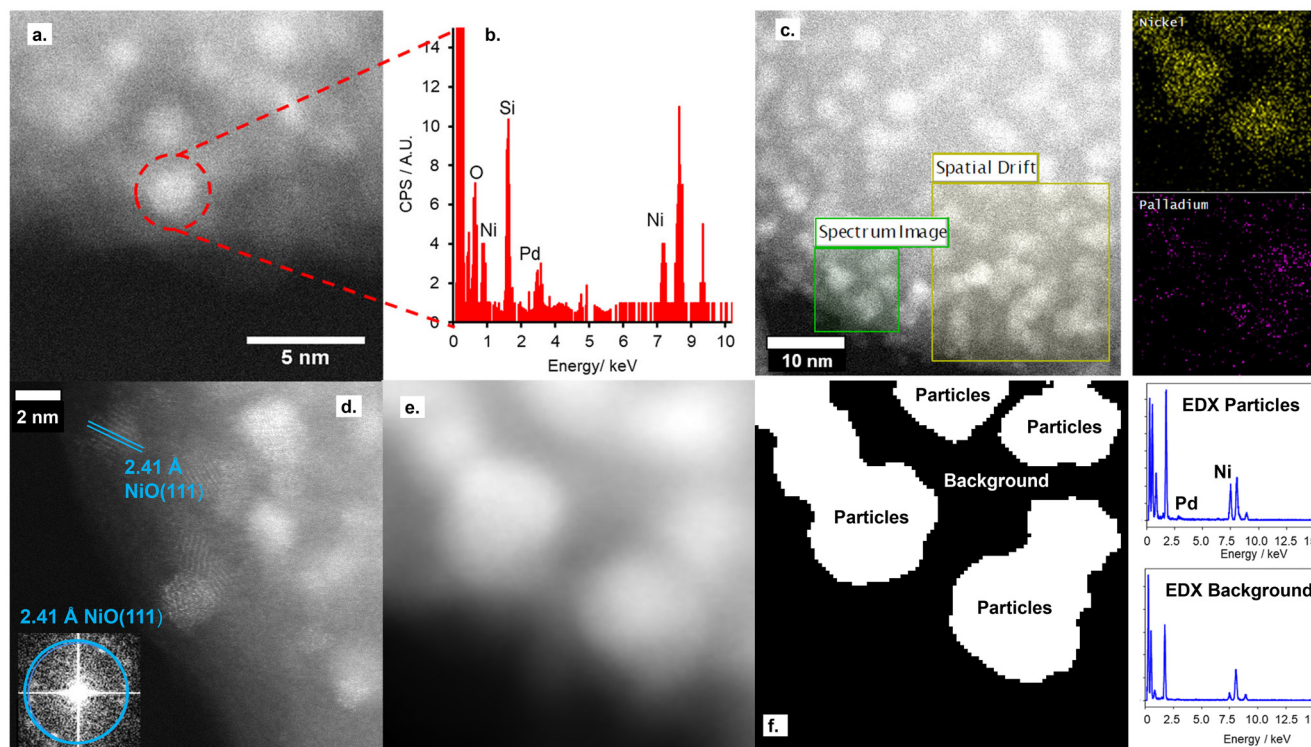 a.
5 nm
b.
14
12
10
8
6
4
2
0
CPS / A.U.
O
Ni
Si
Pd
Ni
0 1 2 3 4 5 6 7 8 9 10
Energy/ keV
c.
Spatial Drift
Spectrum Image
10 nm
Nickel
Palladium
2 nm
d.
2.41 Å
NiO(111)
2.41 Å NiO(111)
e.
Particles
Particles
Background
Particles
Particles
f.
EDX Particles
Ni
Pd
0.0 2.5 5.0 7.5 10.0 12.5 15
Energy / keV
EDX Background
0.0 2.5 5.0 7.5 10.0 12.5 15
Energy / keV